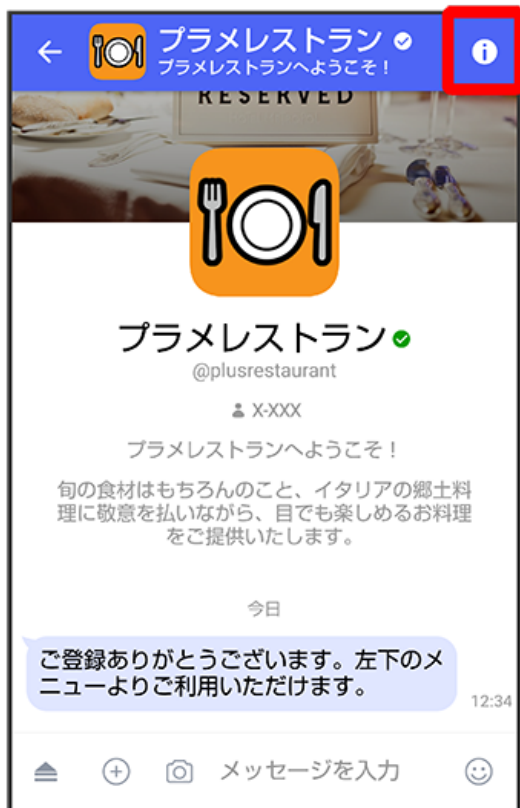 プラメレストラン
プラメレストランへようこそ！
RESERVED
プラメレストラン
@plusrestaurant
X-XXX
プラメレストランへようこそ！
旬の食材はもちろんのこと、イタリアの郷土料
理に敬意を払いながら、目でも楽しめるお料理
をご提供いたします。
今日
ご登録ありがとうございます。左下のメ
ニューよりご利用いただけます。
12:34
メッセージを入力